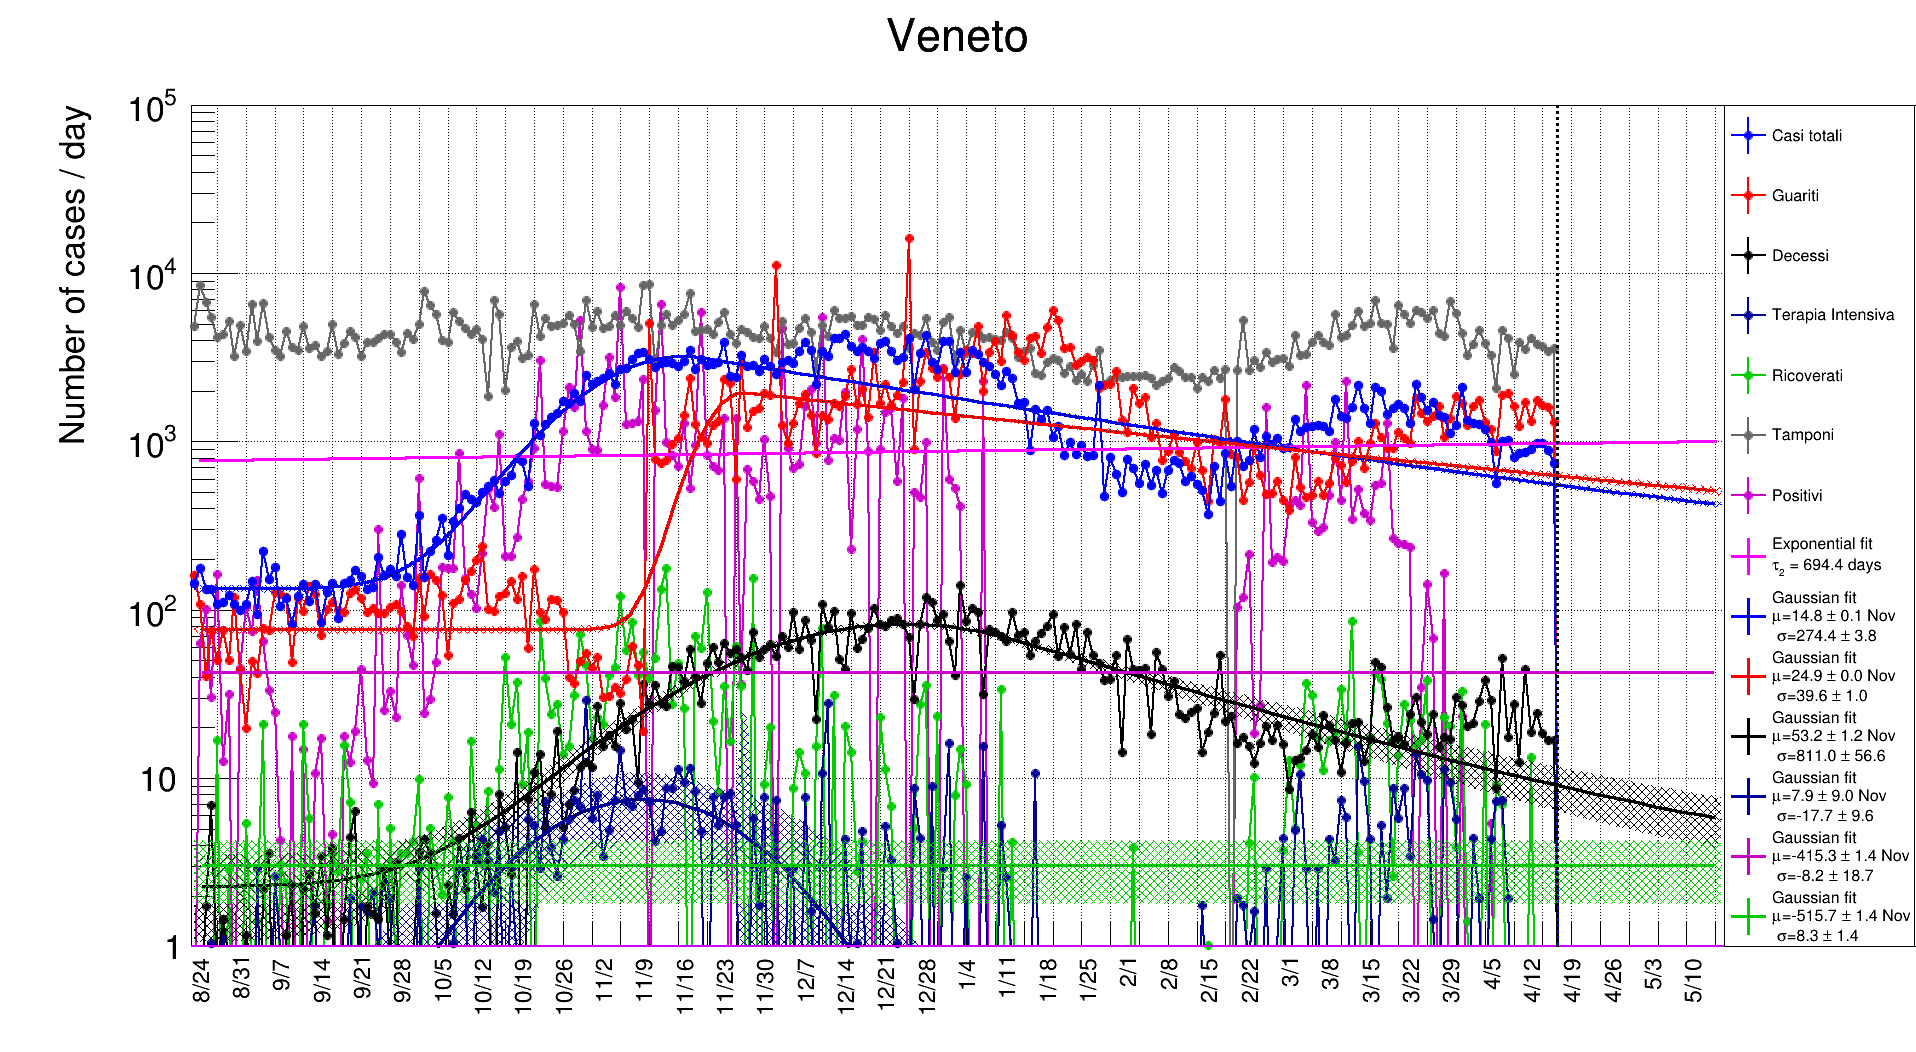 Veneto
Number of cases / day
10⁵
10⁴
10³
10²
10
1
8/24
8/31
9/7
9/14
9/21
9/28
10/5
10/12
10/19
10/26
11/2
11/9
11/16
11/23
11/30
12/7
12/14
12/21
12/28
1/4
1/11
1/18
1/25
2/1
2/8
2/15
2/22
3/1
3/8
3/15
3/22
3/29
4/5
4/12
4/19
4/26
5/3
5/10
Casi totali
Guariti
Decessi
Terapia Intensiva
Ricoverati
Tamponi
Positivi
Exponential fit
τ₂ = 694.4 days
Gaussian fit
μ=14.8 ± 0.1 Nov
σ=274.4 ± 3.8
Gaussian fit
μ=24.9 ± 0.0 Nov
σ=39.6 ± 1.0
Gaussian fit
μ=53.2 ± 1.2 Nov
σ=811.0 ± 56.6
Gaussian fit
μ=7.9 ± 9.0 Nov
σ=-17.7 ± 9.6
Gaussian fit
μ=-415.3 ± 1.4 Nov
σ=-8.2 ± 18.7
Gaussian fit
μ=-515.7 ± 1.4 Nov
σ=8.3 ± 1.4